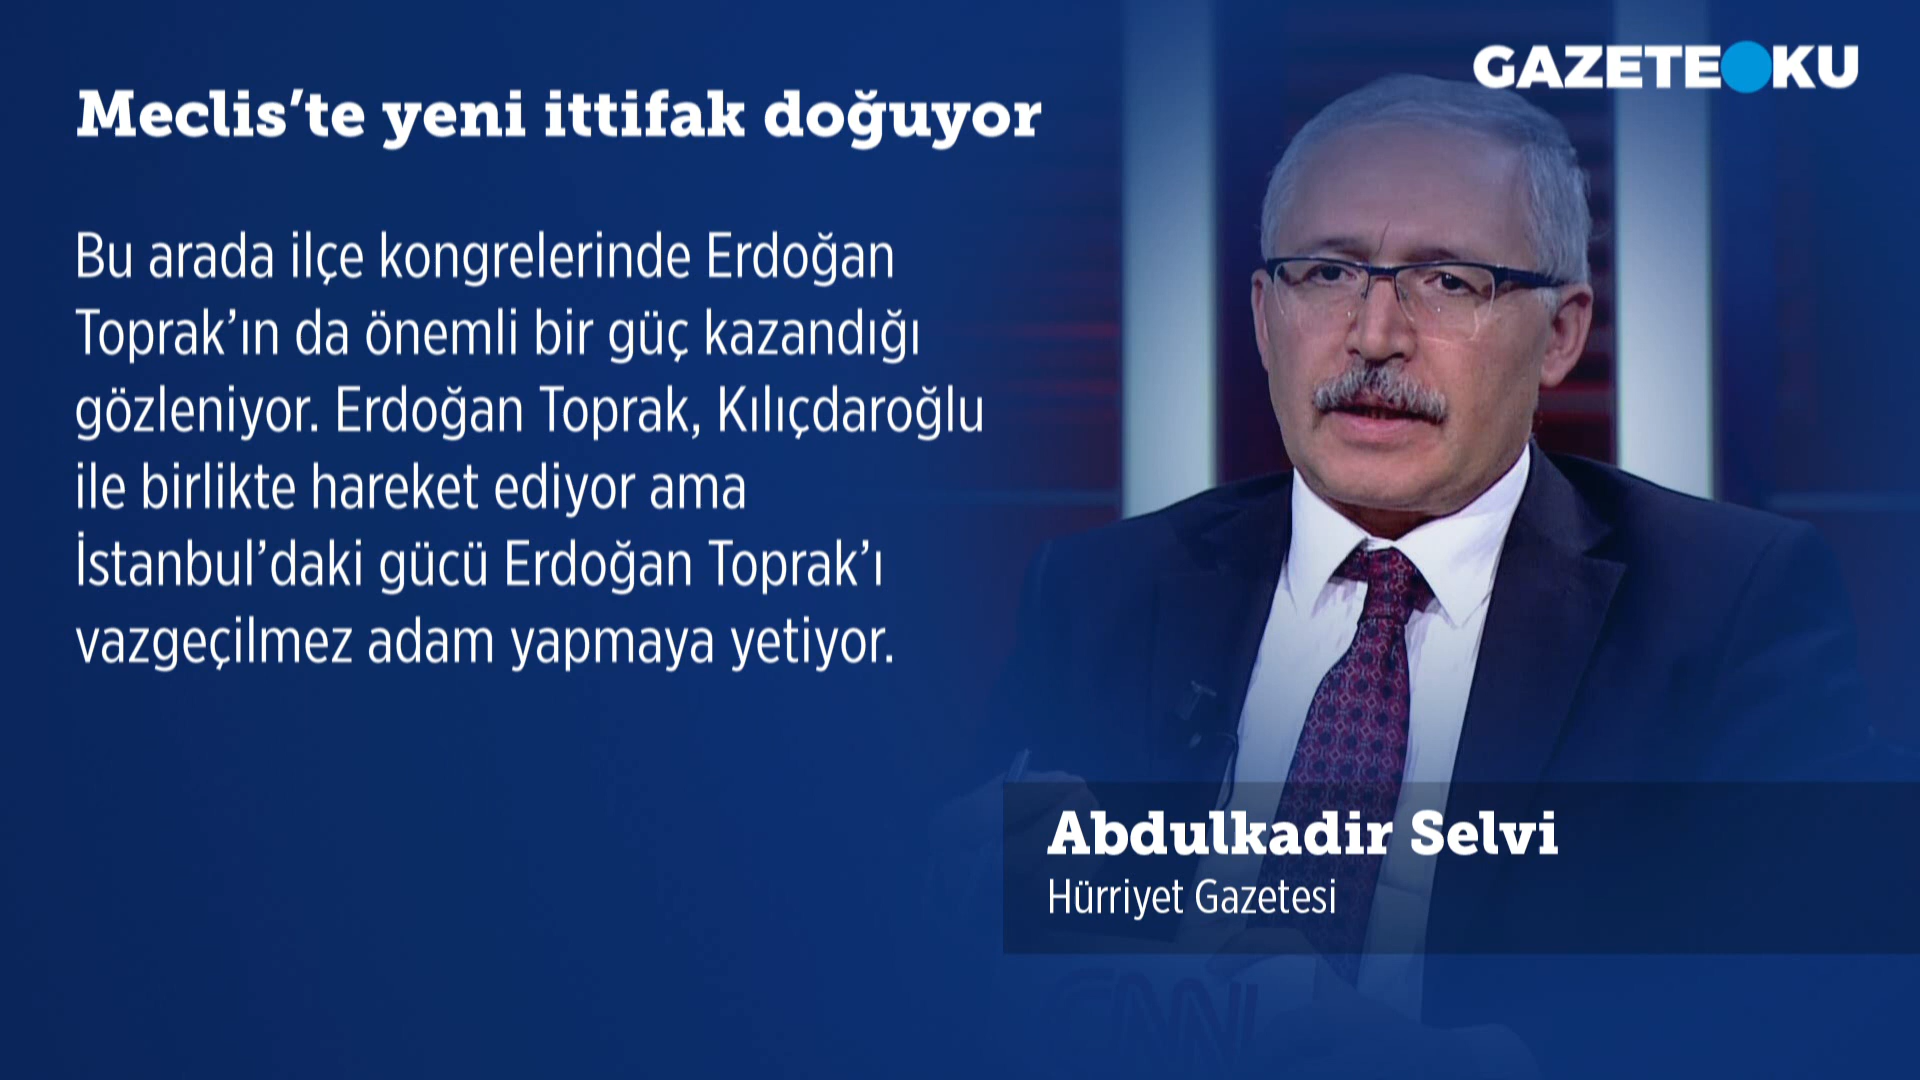 GAZETEOKU
Meclis’te yeni ittifak doğuyor
Bu arada ilçe kongrelerinde Erdoğan
Toprak’ın da önemli bir güç kazandığı
gözleniyor. Erdoğan Toprak, Kılıçdaroğlu
ile birlikte hareket ediyor ama
İstanbul’daki gücü Erdoğan Toprak’ı
vazgeçilmez adam yapmaya yetiyor.
Abdulkadir Selvi
Hürriyet Gazetesi
CNN